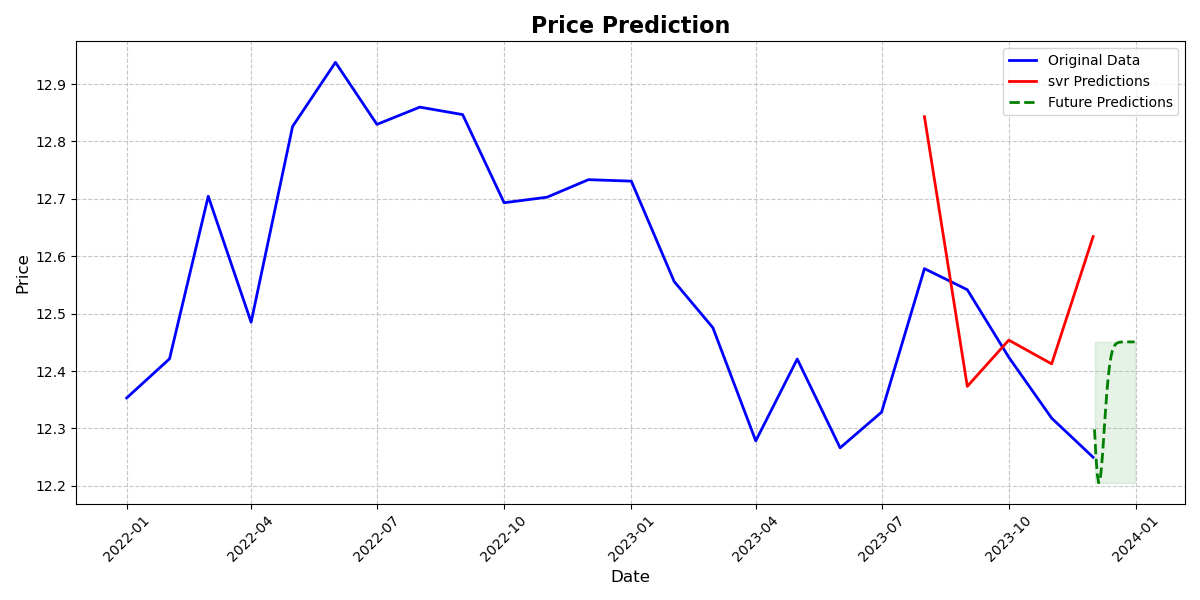 Price Prediction
Original Data
svr Predictions
Future Predictions
Price
12.9
12.8
12.7
12.6
12.5
12.4
12.3
12.2
2022-01
2022-04
2022-07
2022-10
2023-01
2023-04
2023-07
2023-10
2024-01
Date